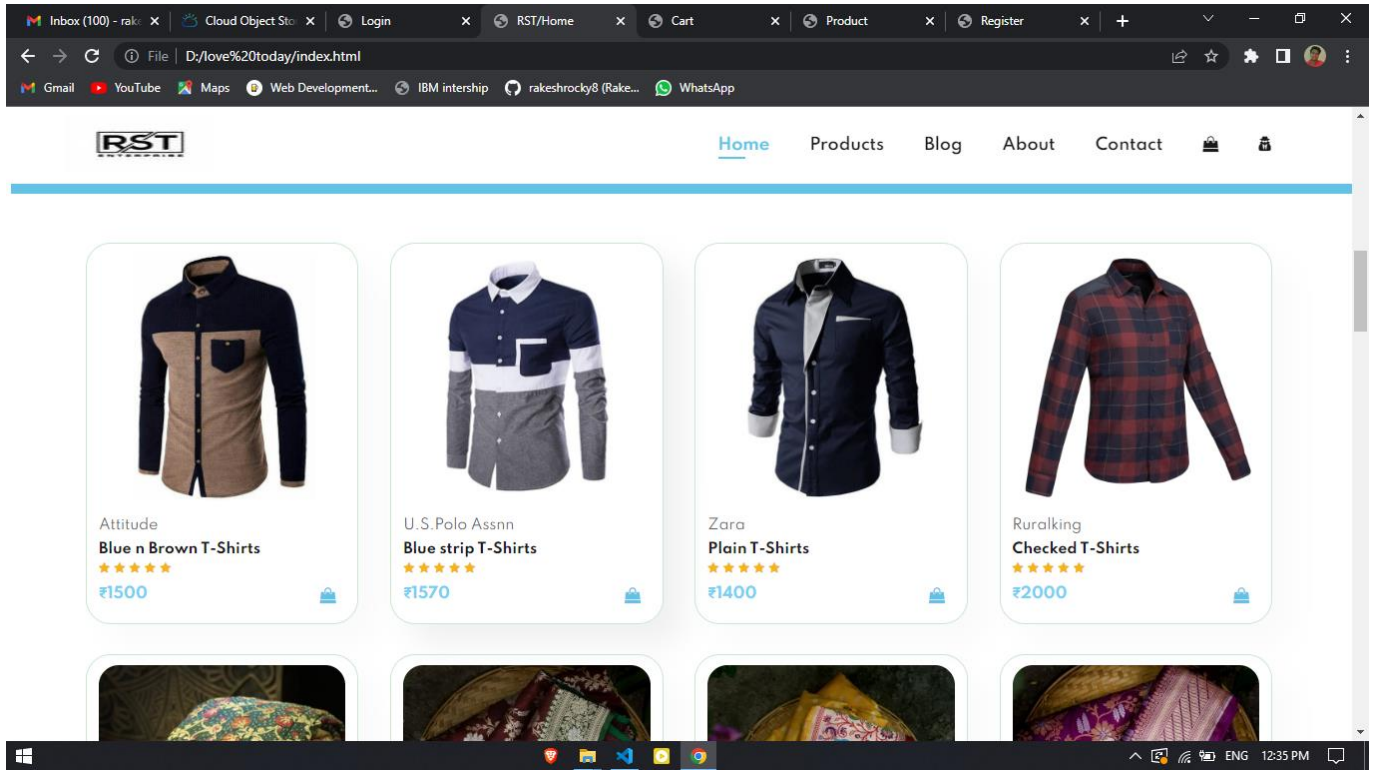 Inbox (100) - rake
Cloud Object Sto
Login
RST/Home
Cart
Product
Register
File
D:/love%20today/index.html
Gmail
YouTube
Maps
Web Development...
IBM intership
rakeshrocky8 (Rake...
WhatsApp
RST
ENTERPRISE
Home
Products
Blog
About
Contact
Attitude
Blue n Brown T-Shirts
₹1500
U.S.Polo Assnn
Blue strip T-Shirts
₹1570
Zara
Plain T-Shirts
₹1400
Ruralking
Checked T-Shirts
₹2000
ENG
12:35 PM